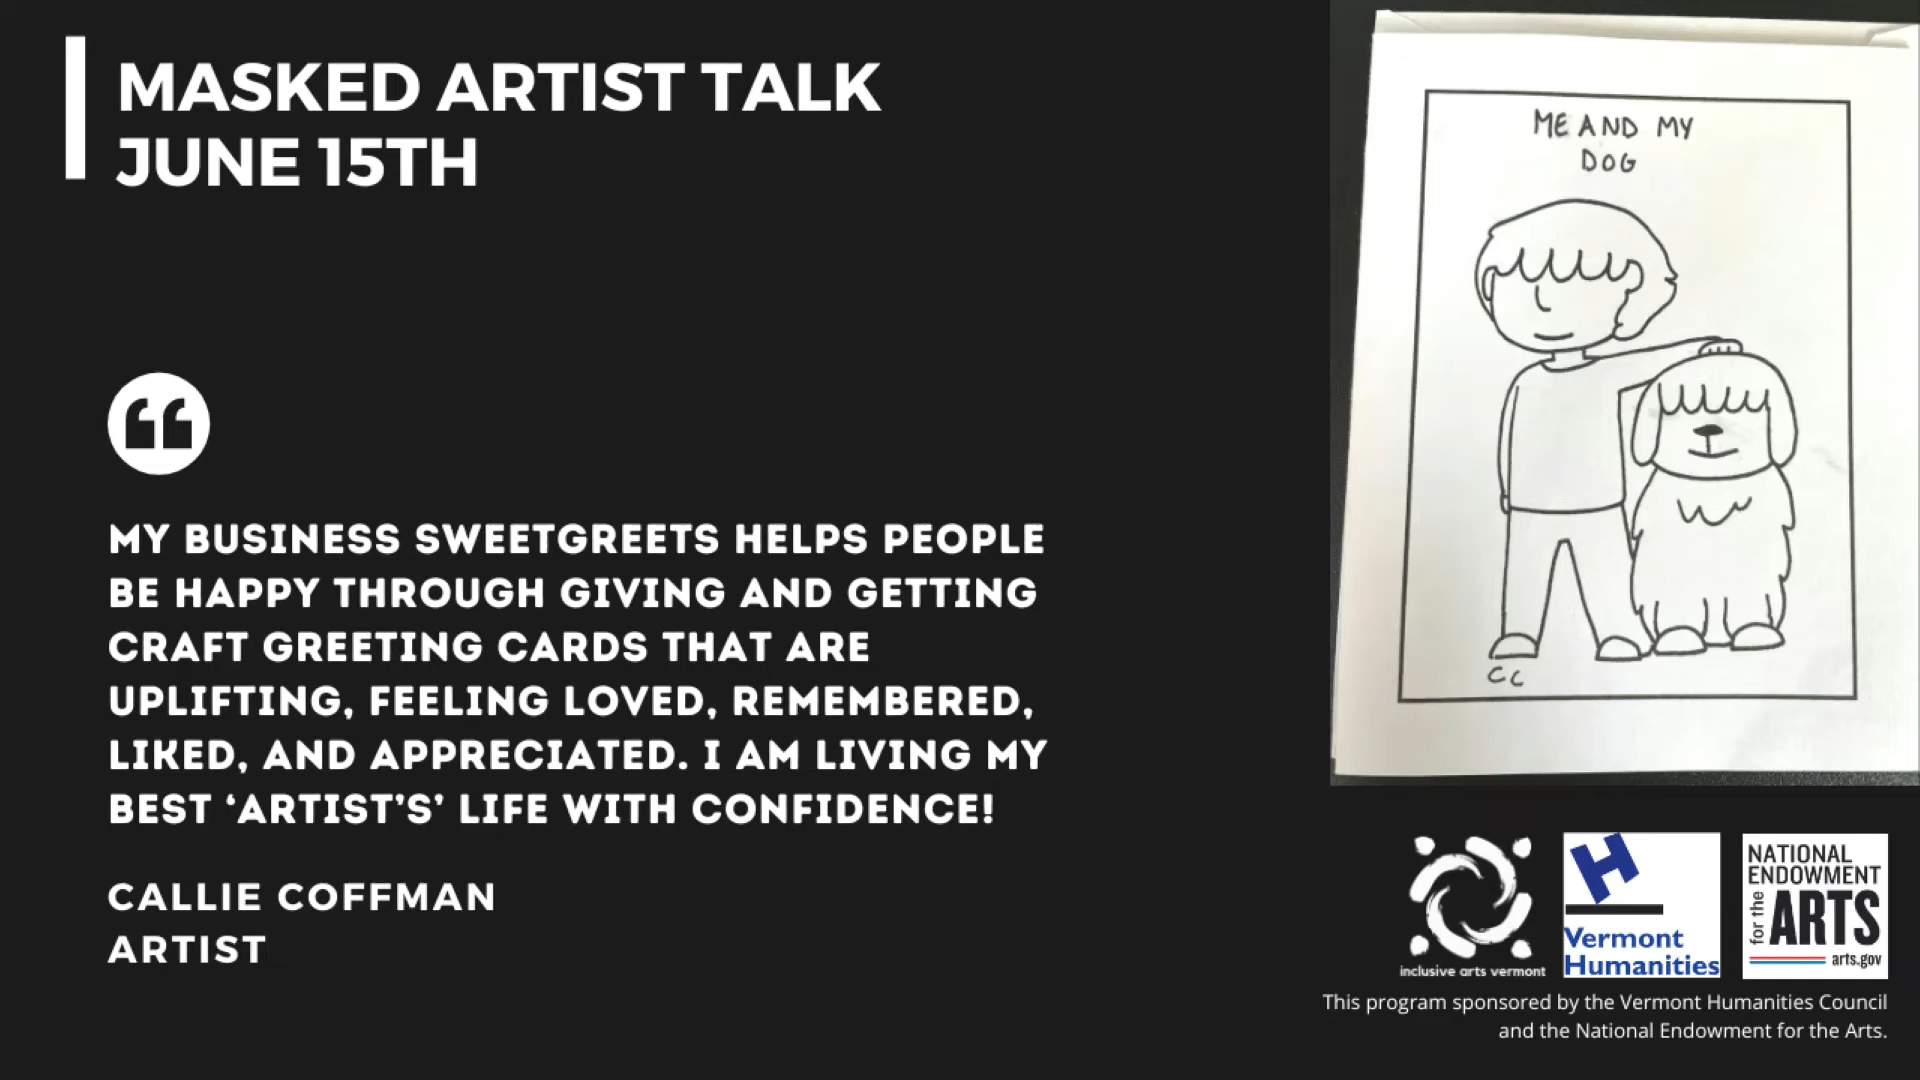 MASKED ARTIST TALK
JUNE 15TH
MY BUSINESS SWEETGREETS HELPS PEOPLE
BE HAPPY THROUGH GIVING AND GETTING
CRAFT GREETING CARDS THAT ARE
UPLIFTING, FEELING LOVED, REMEMBERED,
LIKED, AND APPRECIATED. I AM LIVING MY
BEST ‘ARTIST’S’ LIFE WITH CONFIDENCE!
CALLIE COFFMAN
ARTIST
ME AND MY
DOG
CC
inclusive arts vermont
H
Vermont
Humanities
NATIONAL
ENDOWMENT
for the
ARTS
arts.gov
This program sponsored by the Vermont Humanities Council
and the National Endowment for the Arts.